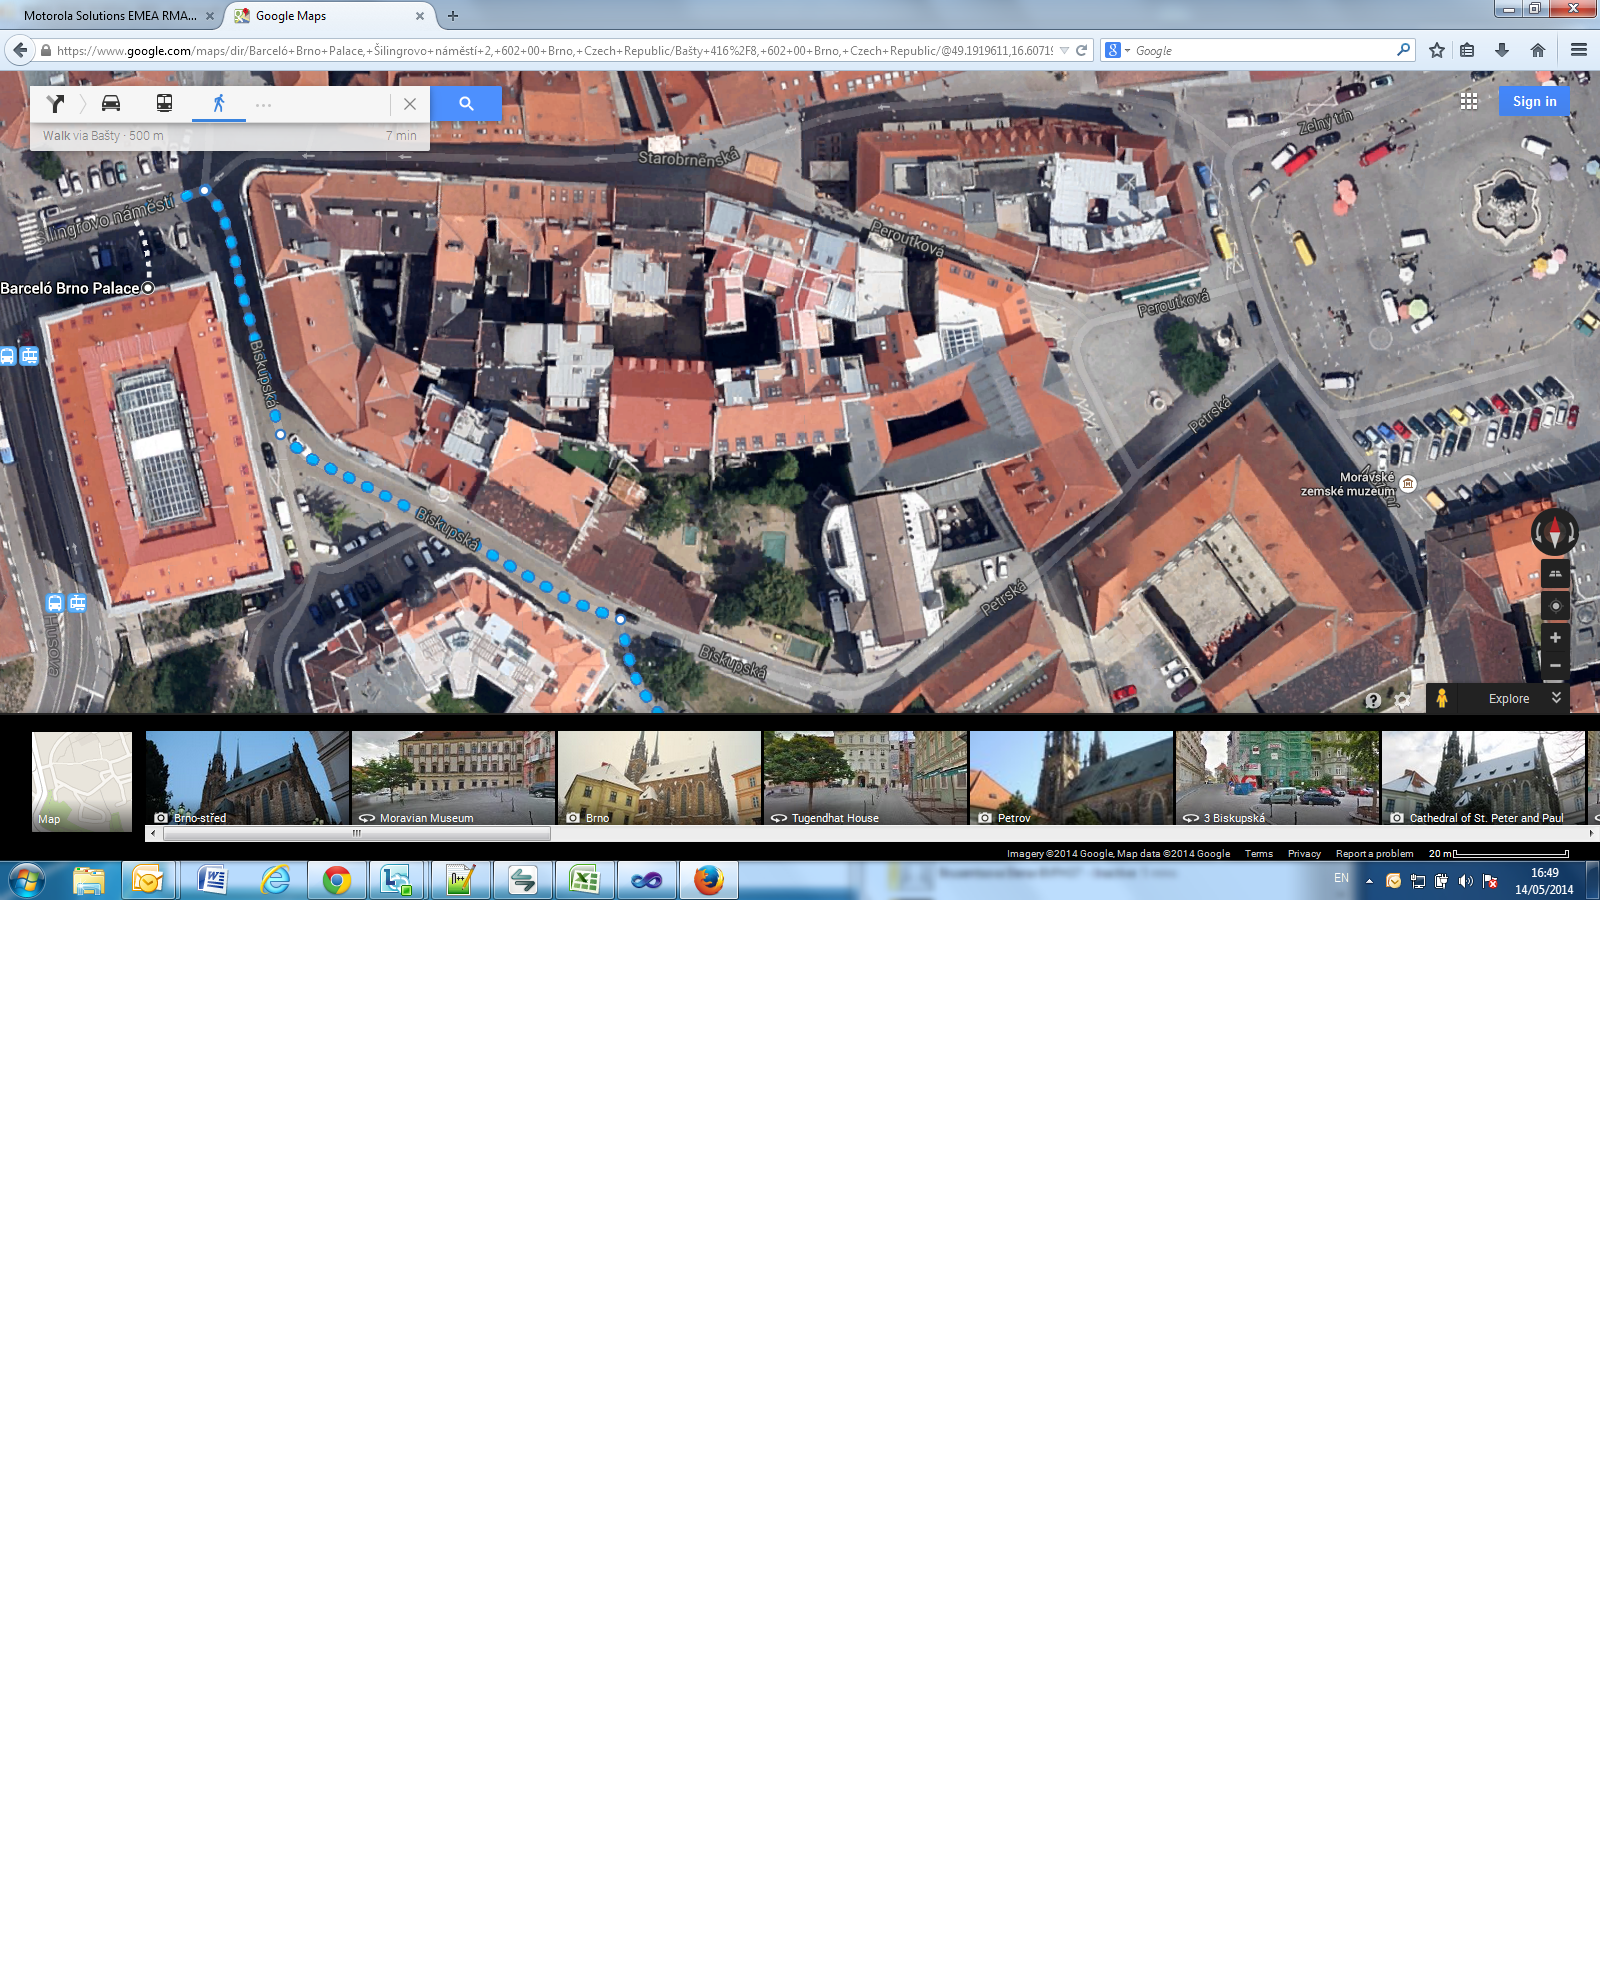 Motorola Solutions EMEA RMA...
Google Maps
https://www.google.com/maps/dir/Barceló+Brno+Palace,+Šilingrovo+náměstí+2,+602+00+Brno,+Czech+Republic/Bašty+416%2F8,+602+00+Brno,+Czech+Republic/@49.1919611,16.60719
Google
Sign in
Walk via Bašty · 500 m
7 min
Zelný trh
Starobrněnská
Šilingrovo náměstí
Peroutková
Barceló Brno Palace
Peroutková
Biskupská
Petrská
Moravské
zemské muzeum
Biskupská
Petrská
Husova
Biskupská
Explore
Map
Brno-střed
Moravian Museum
Brno
Tugendhat House
Petrov
3 Biskupská
Cathedral of St. Peter and Paul
Imagery ©2014 Google, Map data ©2014 Google
Terms
Privacy
Report a problem
20 m
EN
16:49
14/05/2014